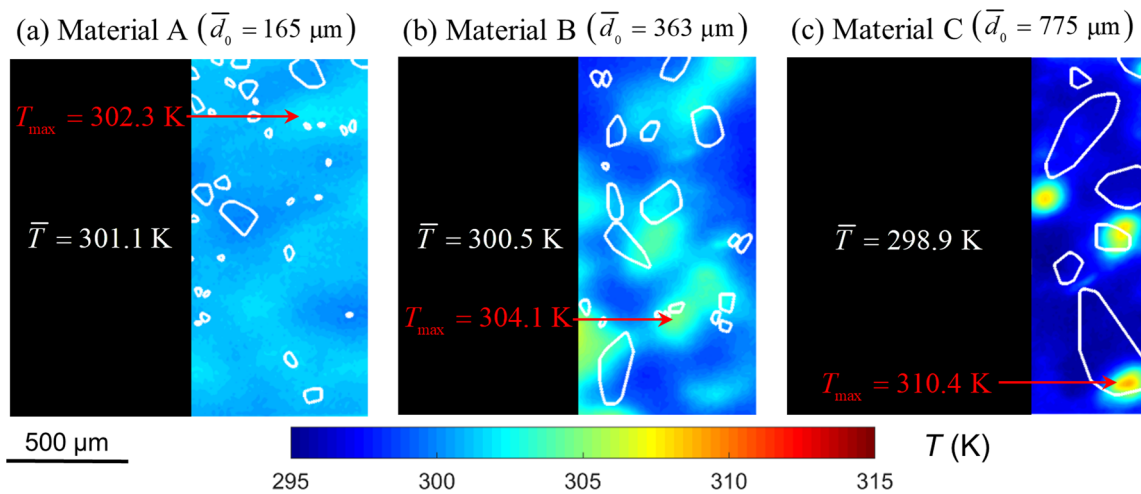 (a) Material A (d̅₀ = 165 μm)
(b) Material B (d̅₀ = 363 μm)
(c) Material C (d̅₀ = 775 μm)
Tmax = 302.3 K
T̅ = 301.1 K
T̅ = 300.5 K
Tmax = 304.1 K
T̅ = 298.9 K
Tmax = 310.4 K
500 μm
T (K)
295 300 305 310 315